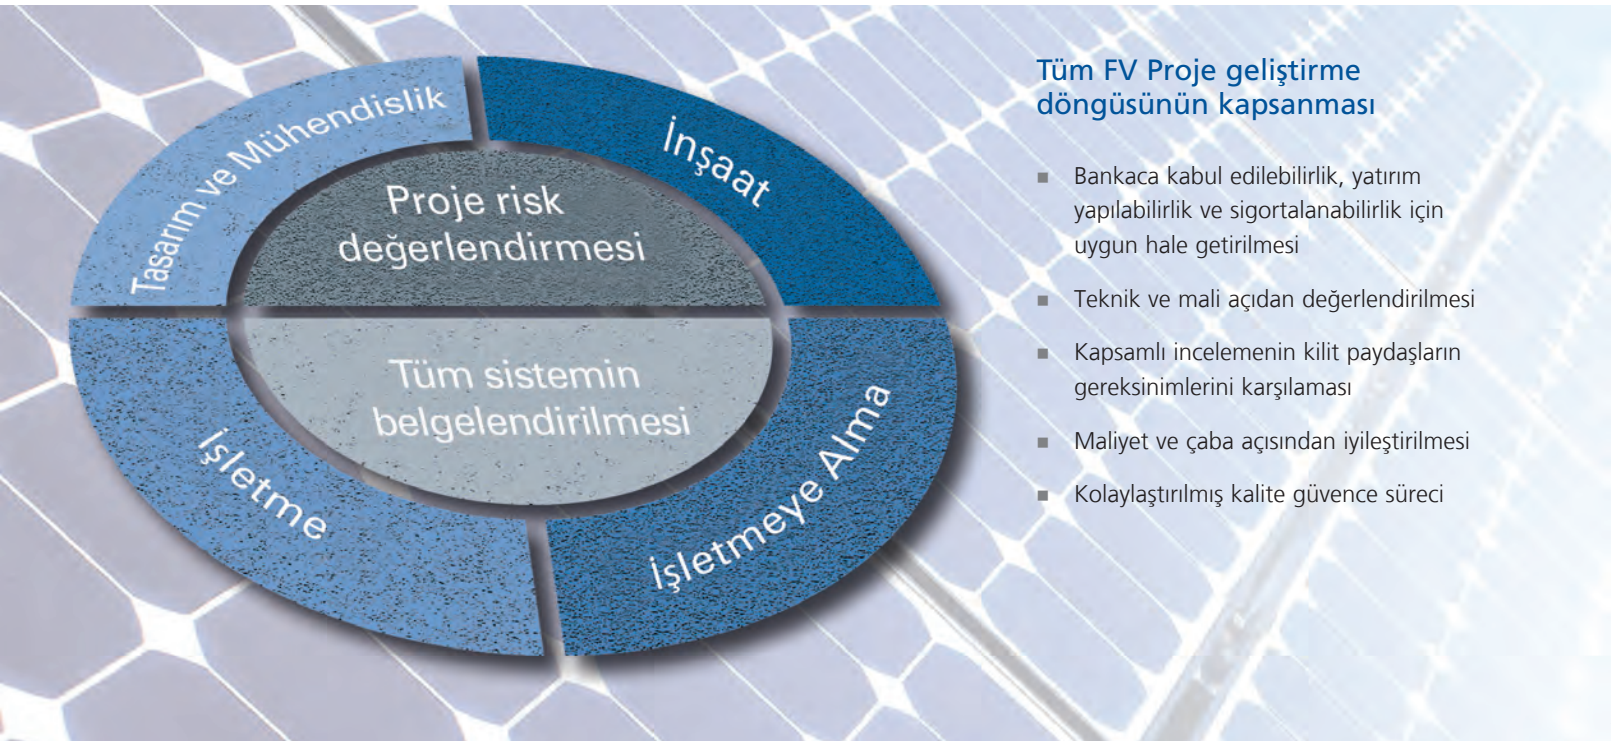 Tasarım ve Mühendislik
İnşaat
Proje risk
değerlendirmesi
Tüm sistemin
belgelendirilmesi
İşletme
İşletmeye Alma
Tüm FV Proje geliştirme
döngüsünün kapsanması
▪ Bankaca kabul edilebilirlik, yatırım
yapılabilirlik ve sigortalanabilirlik için
uygun hale getirilmesi
▪ Teknik ve mali açıdan değerlendirilmesi
▪ Kapsamlı incelemenin kilit paydaşların
gereksinimlerini karşılaması
▪ Maliyet ve çaba açısından iyileştirilmesi
▪ Kolaylaştırılmış kalite güvence süreci